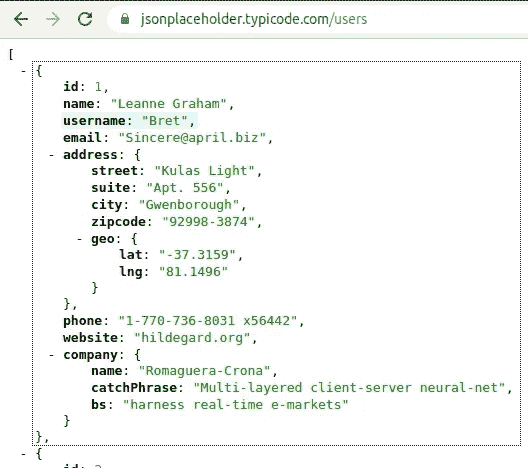 jsonplaceholder.typicode.com/users
[
- {
id: 1,
name: "Leanne Graham",
username: "Bret",
email: "Sincere@april.biz",
- address: {
street: "Kulas Light",
suite: "Apt. 556",
city: "Gwenborough",
zipcode: "92998-3874",
- geo: {
lat: "-37.3159",
lng: "81.1496"
}
},
phone: "1-770-736-8031 x56442",
website: "hildegard.org",
- company: {
name: "Romaguera-Crona",
catchPhrase: "Multi-layered client-server neural-net",
bs: "harness real-time e-markets"
}
},
- {